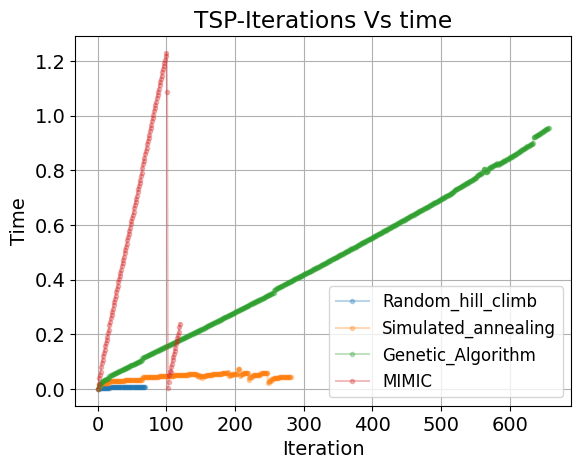 TSP-Iterations Vs time
Time
1.2
1.0
0.8
0.6
0.4
0.2
0.0
0
100
200
300
400
500
600
Iteration
Random_hill_climb
Simulated_annealing
Genetic_Algorithm
MIMIC